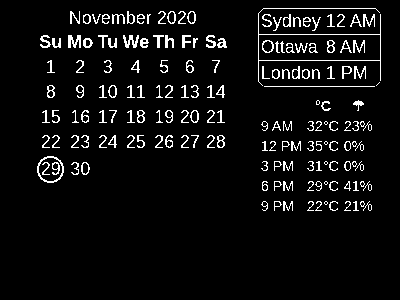 November 2020
Su Mo Tu We Th Fr Sa
1 2 3 4 5 6 7
8 9 10 11 12 13 14
15 16 17 18 19 20 21
22 23 24 25 26 27 28
29 30
Sydney 12 AM
Ottawa 8 AM
London 1 PM
°C
9 AM 32°C 23%
12 PM 35°C 0%
3 PM 31°C 0%
6 PM 29°C 41%
9 PM 22°C 21%